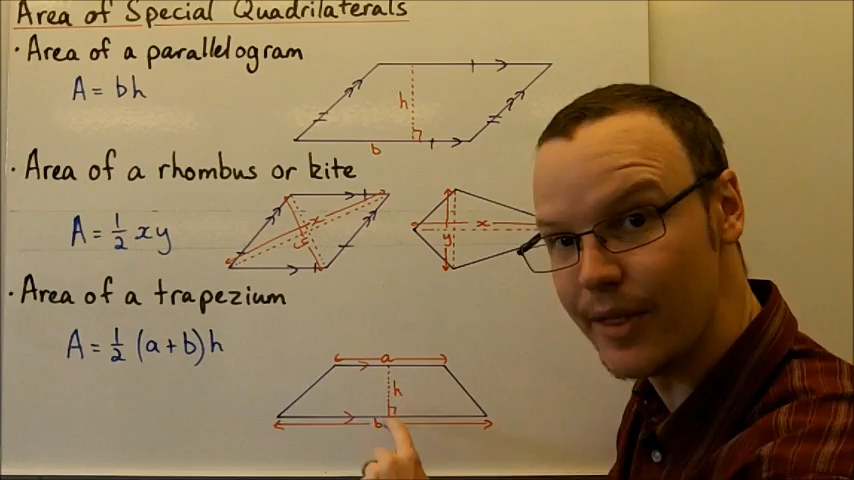 Area of Special Quadrilaterals
· Area of a parallelogram
A = bh
h
b
· Area of a rhombus or kite
A = 1/2 xy
x
y
x
y
· Area of a trapezium
A = 1/2 (a+b)h
a
h
b